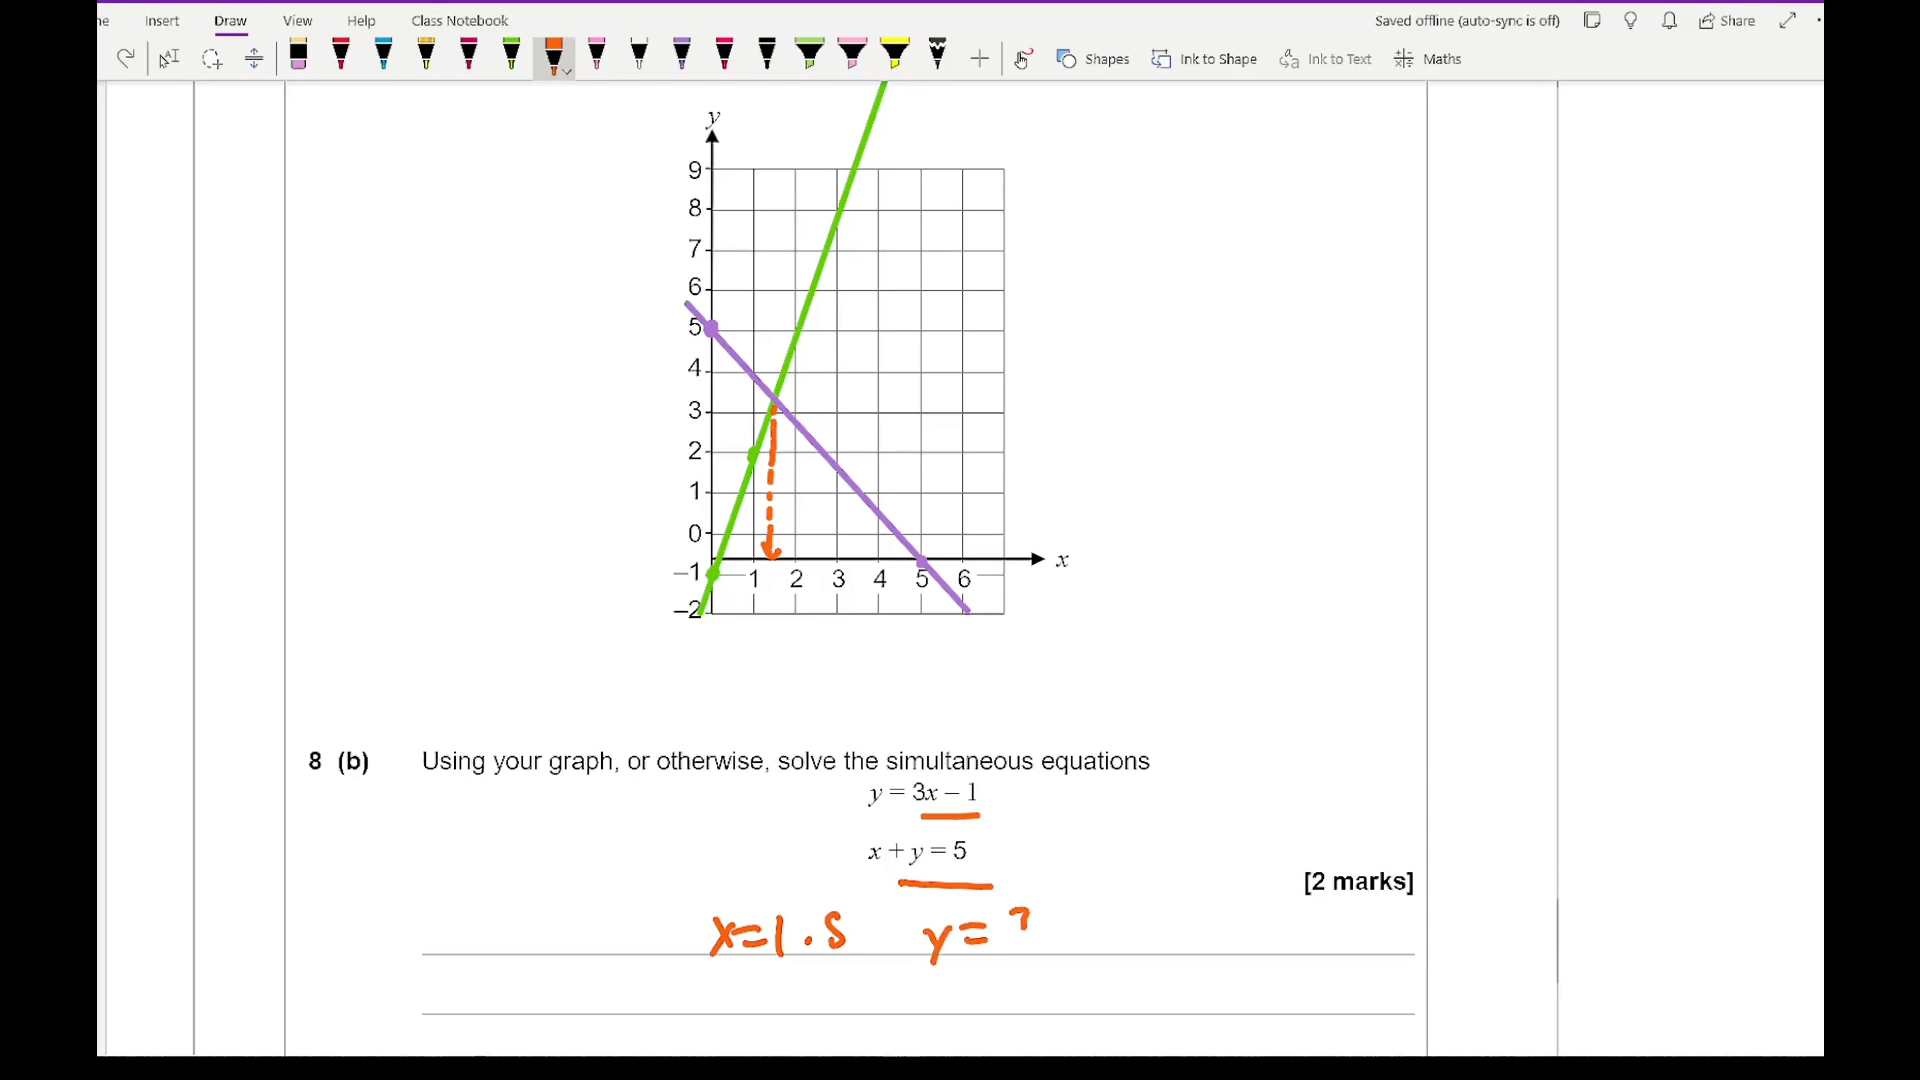 ne Insert Draw View Help Class Notebook Saved offline (auto-sync is off) Share
Shapes Ink to Shape Ink to Text Maths
y
9
8
7
6
5
4
3
2
1
0
x
–1 1 2 3 4 5 6
–2
8 (b) Using your graph, or otherwise, solve the simultaneous equations
y = 3x – 1
x + y = 5
[2 marks]
x=1.5 y=